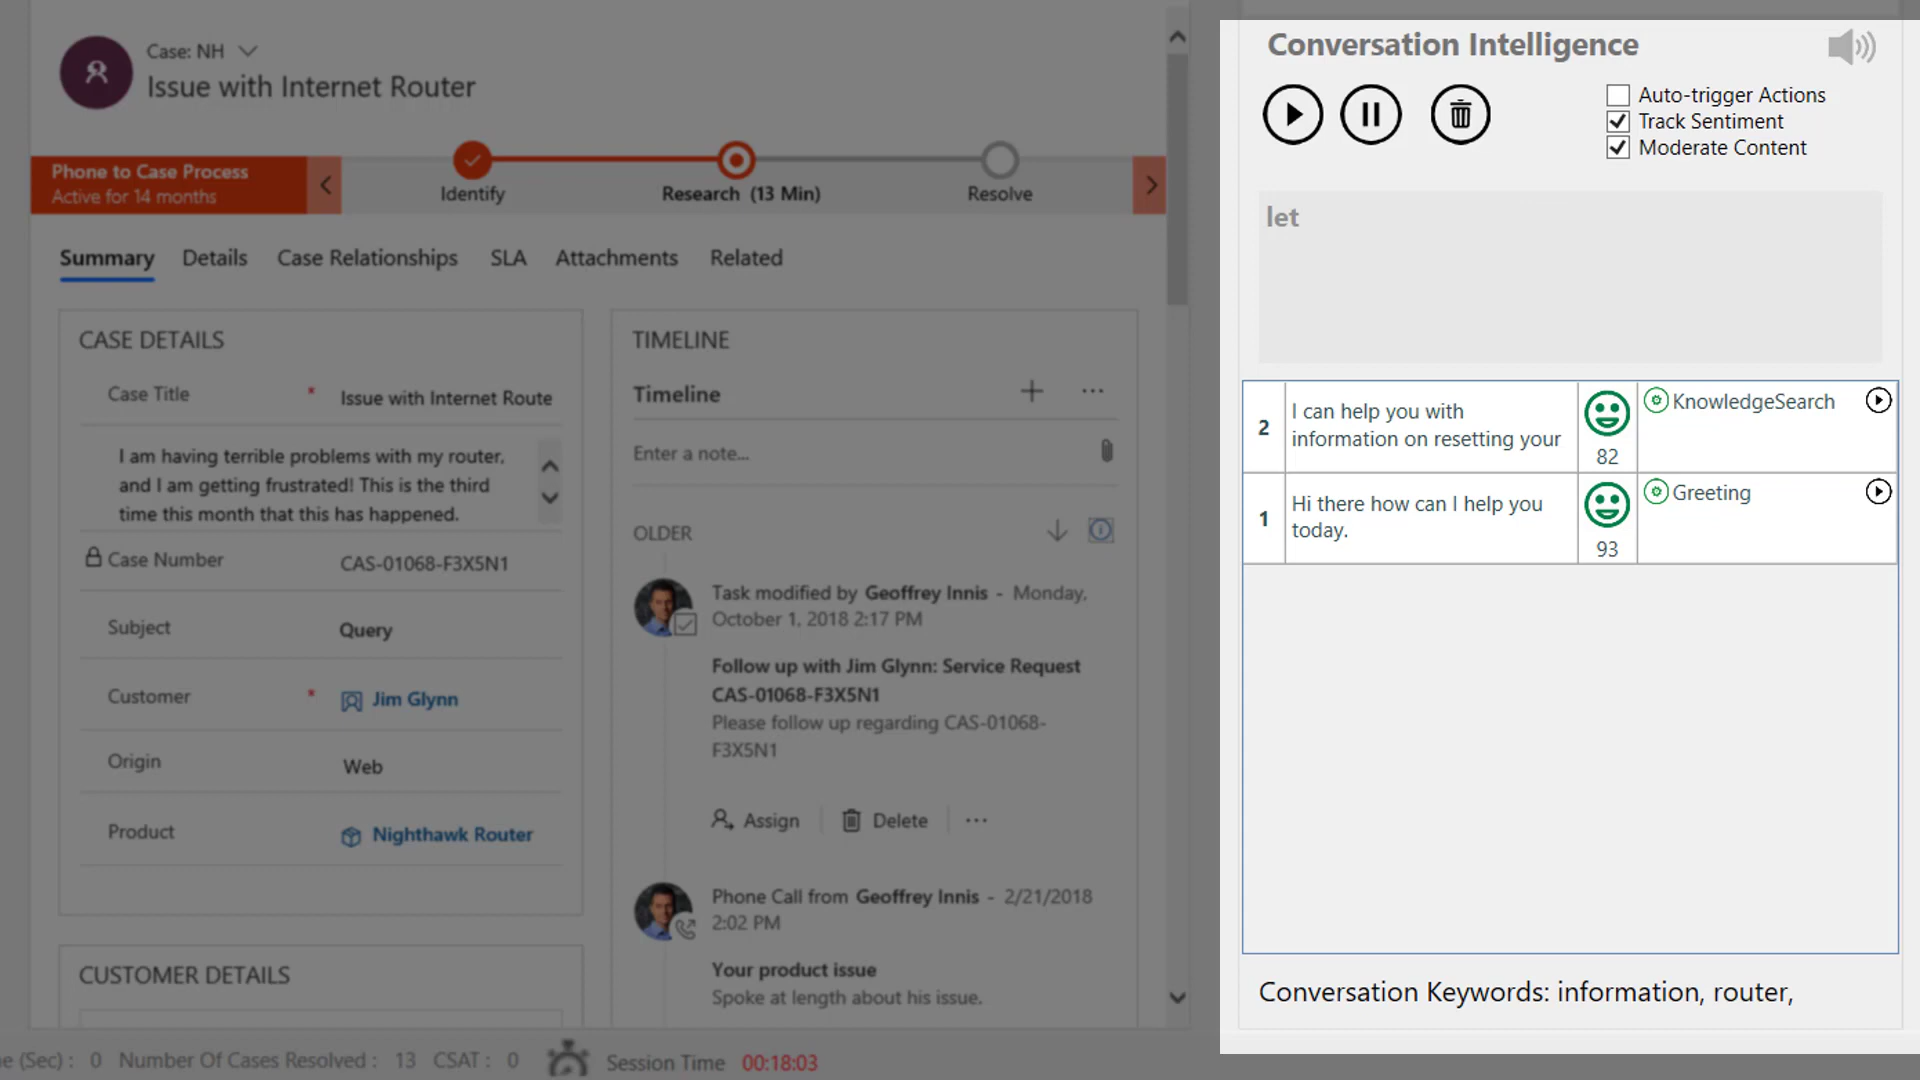 Case: NH
Issue with Internet Router
Phone to Case Process
Active for 14 months
Identify
Research (13 Min)
Resolve
Summary Details Case Relationships SLA Attachments Related
CASE DETAILS
Case Title * Issue with Internet Route
I am having terrible problems with my router,
and I am getting frustrated! This is the third
time this month that this has happened.
Case Number CAS-01068-F3X5N1
Subject Query
Customer * Jim Glynn
Origin Web
Product Nighthawk Router
CUSTOMER DETAILS
TIMELINE
Timeline
Enter a note...
OLDER
Task modified by Geoffrey Innis - Monday,
October 1, 2018 2:17 PM
Follow up with Jim Glynn: Service Request
CAS-01068-F3X5N1
Please follow up regarding CAS-01068-
F3X5N1
Assign Delete ...
Phone Call from Geoffrey Innis - 2/21/2018
2:02 PM
Your product issue
Spoke at length about his issue.
Conversation Intelligence
Auto-trigger Actions
Track Sentiment
Moderate Content
let
2 I can help you with
information on resetting your
82
KnowledgeSearch
1 Hi there how can I help you
today.
93
Greeting
Conversation Keywords: information, router,
(Sec) : 0 Number Of Cases Resolved : 13 CSAT : 0 Session Time 00:18:03